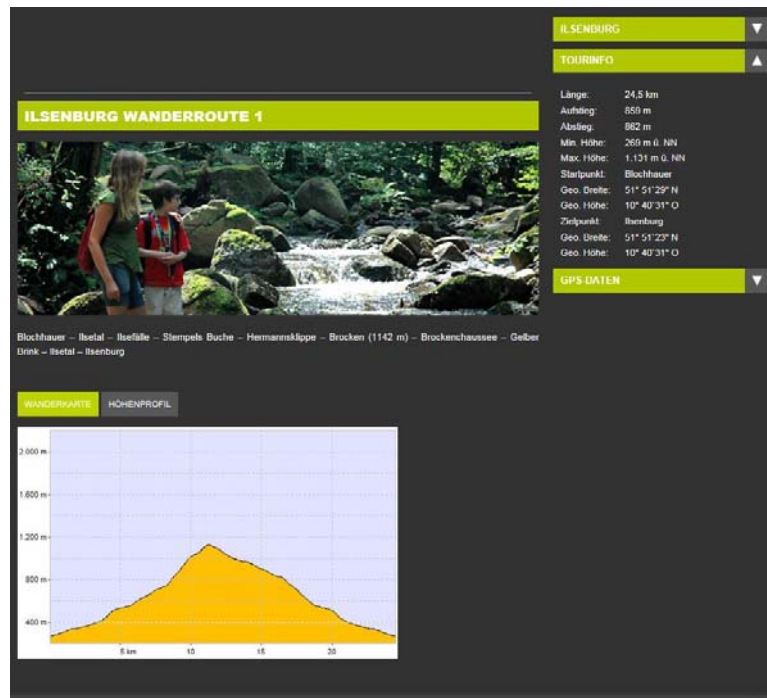 ILSENBURG
TOURINFO
Länge: 24,5 km
Aufstieg: 859 m
Abstieg: 862 m
Min. Höhe: 269 m ü. NN
Max. Höhe: 1.131 m ü. NN
Startpunkt: Blochhauer
Geo. Breite: 51° 51'29" N
Geo. Höhe: 10° 40'31" O
Zielpunkt: Ilsenburg
Geo. Breite: 51° 51'23" N
Geo. Höhe: 10° 40'31" O
GPS-DATEN
ILSENBURG WANDERROUTE 1
Blochhauer – Ilsetal – Ilsefälle – Stempels Buche – Hermannsklippe – Brocken (1142 m) – Brockenchaussee – Gelber
Brink – Ilsetal – Ilsenburg
WANDERKARTE HÖHENPROFIL
2.000 m
1.600 m
1.200 m
800 m
400 m
5 km 10 15 20